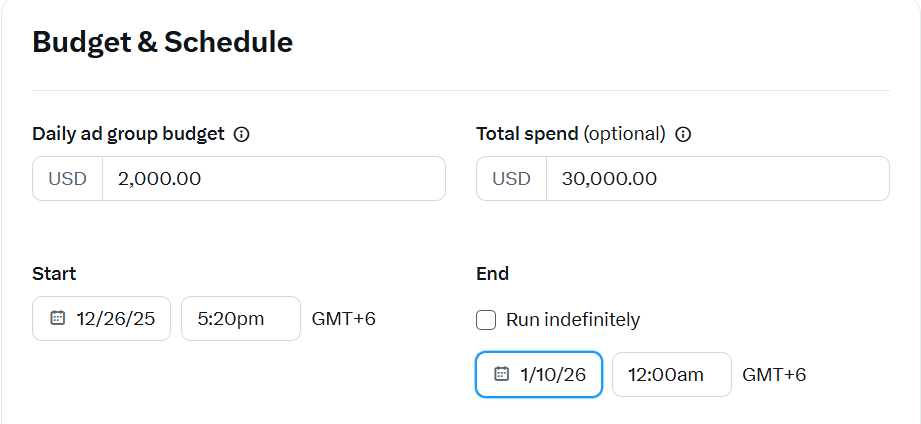 Budget & Schedule
Daily ad group budget
Total spend (optional)
USD 2,000.00
USD 30,000.00
Start
End
12/26/25 5:20pm GMT+6
Run indefinitely
1/10/26 12:00am GMT+6